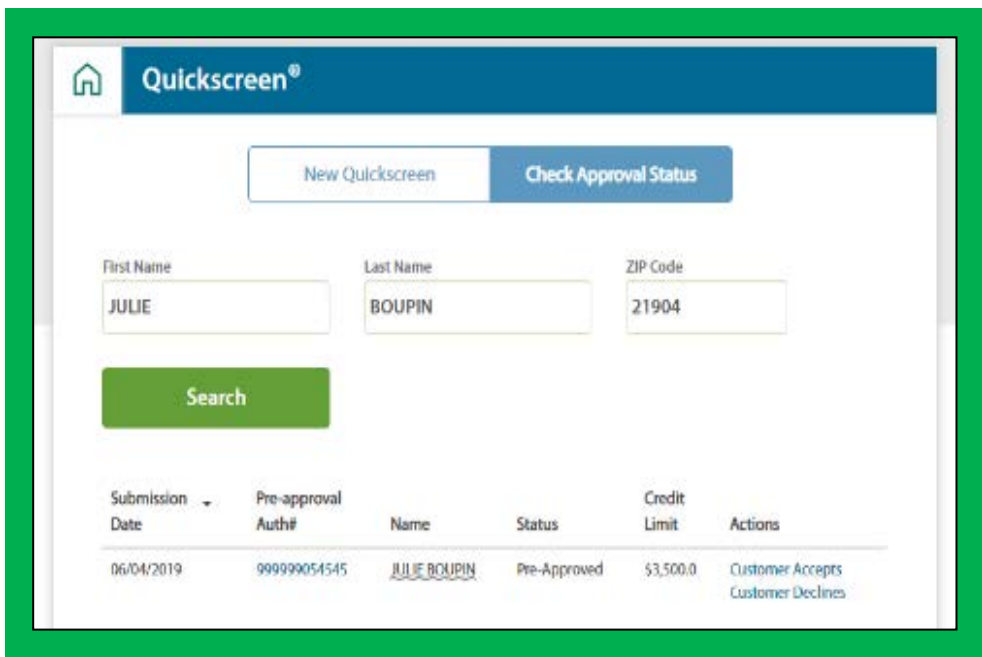 Quickscreen®
New Quickscreen Check Approval Status
First Name Last Name ZIP Code
JULIE BOUPIN 21904
Search
Submission Pre-approval Credit
Date Auth# Name Status Limit Actions
06/04/2019 999999054545 JULIE BOUPIN Pre-Approved $3,500.0 Customer Accepts
Customer Declines